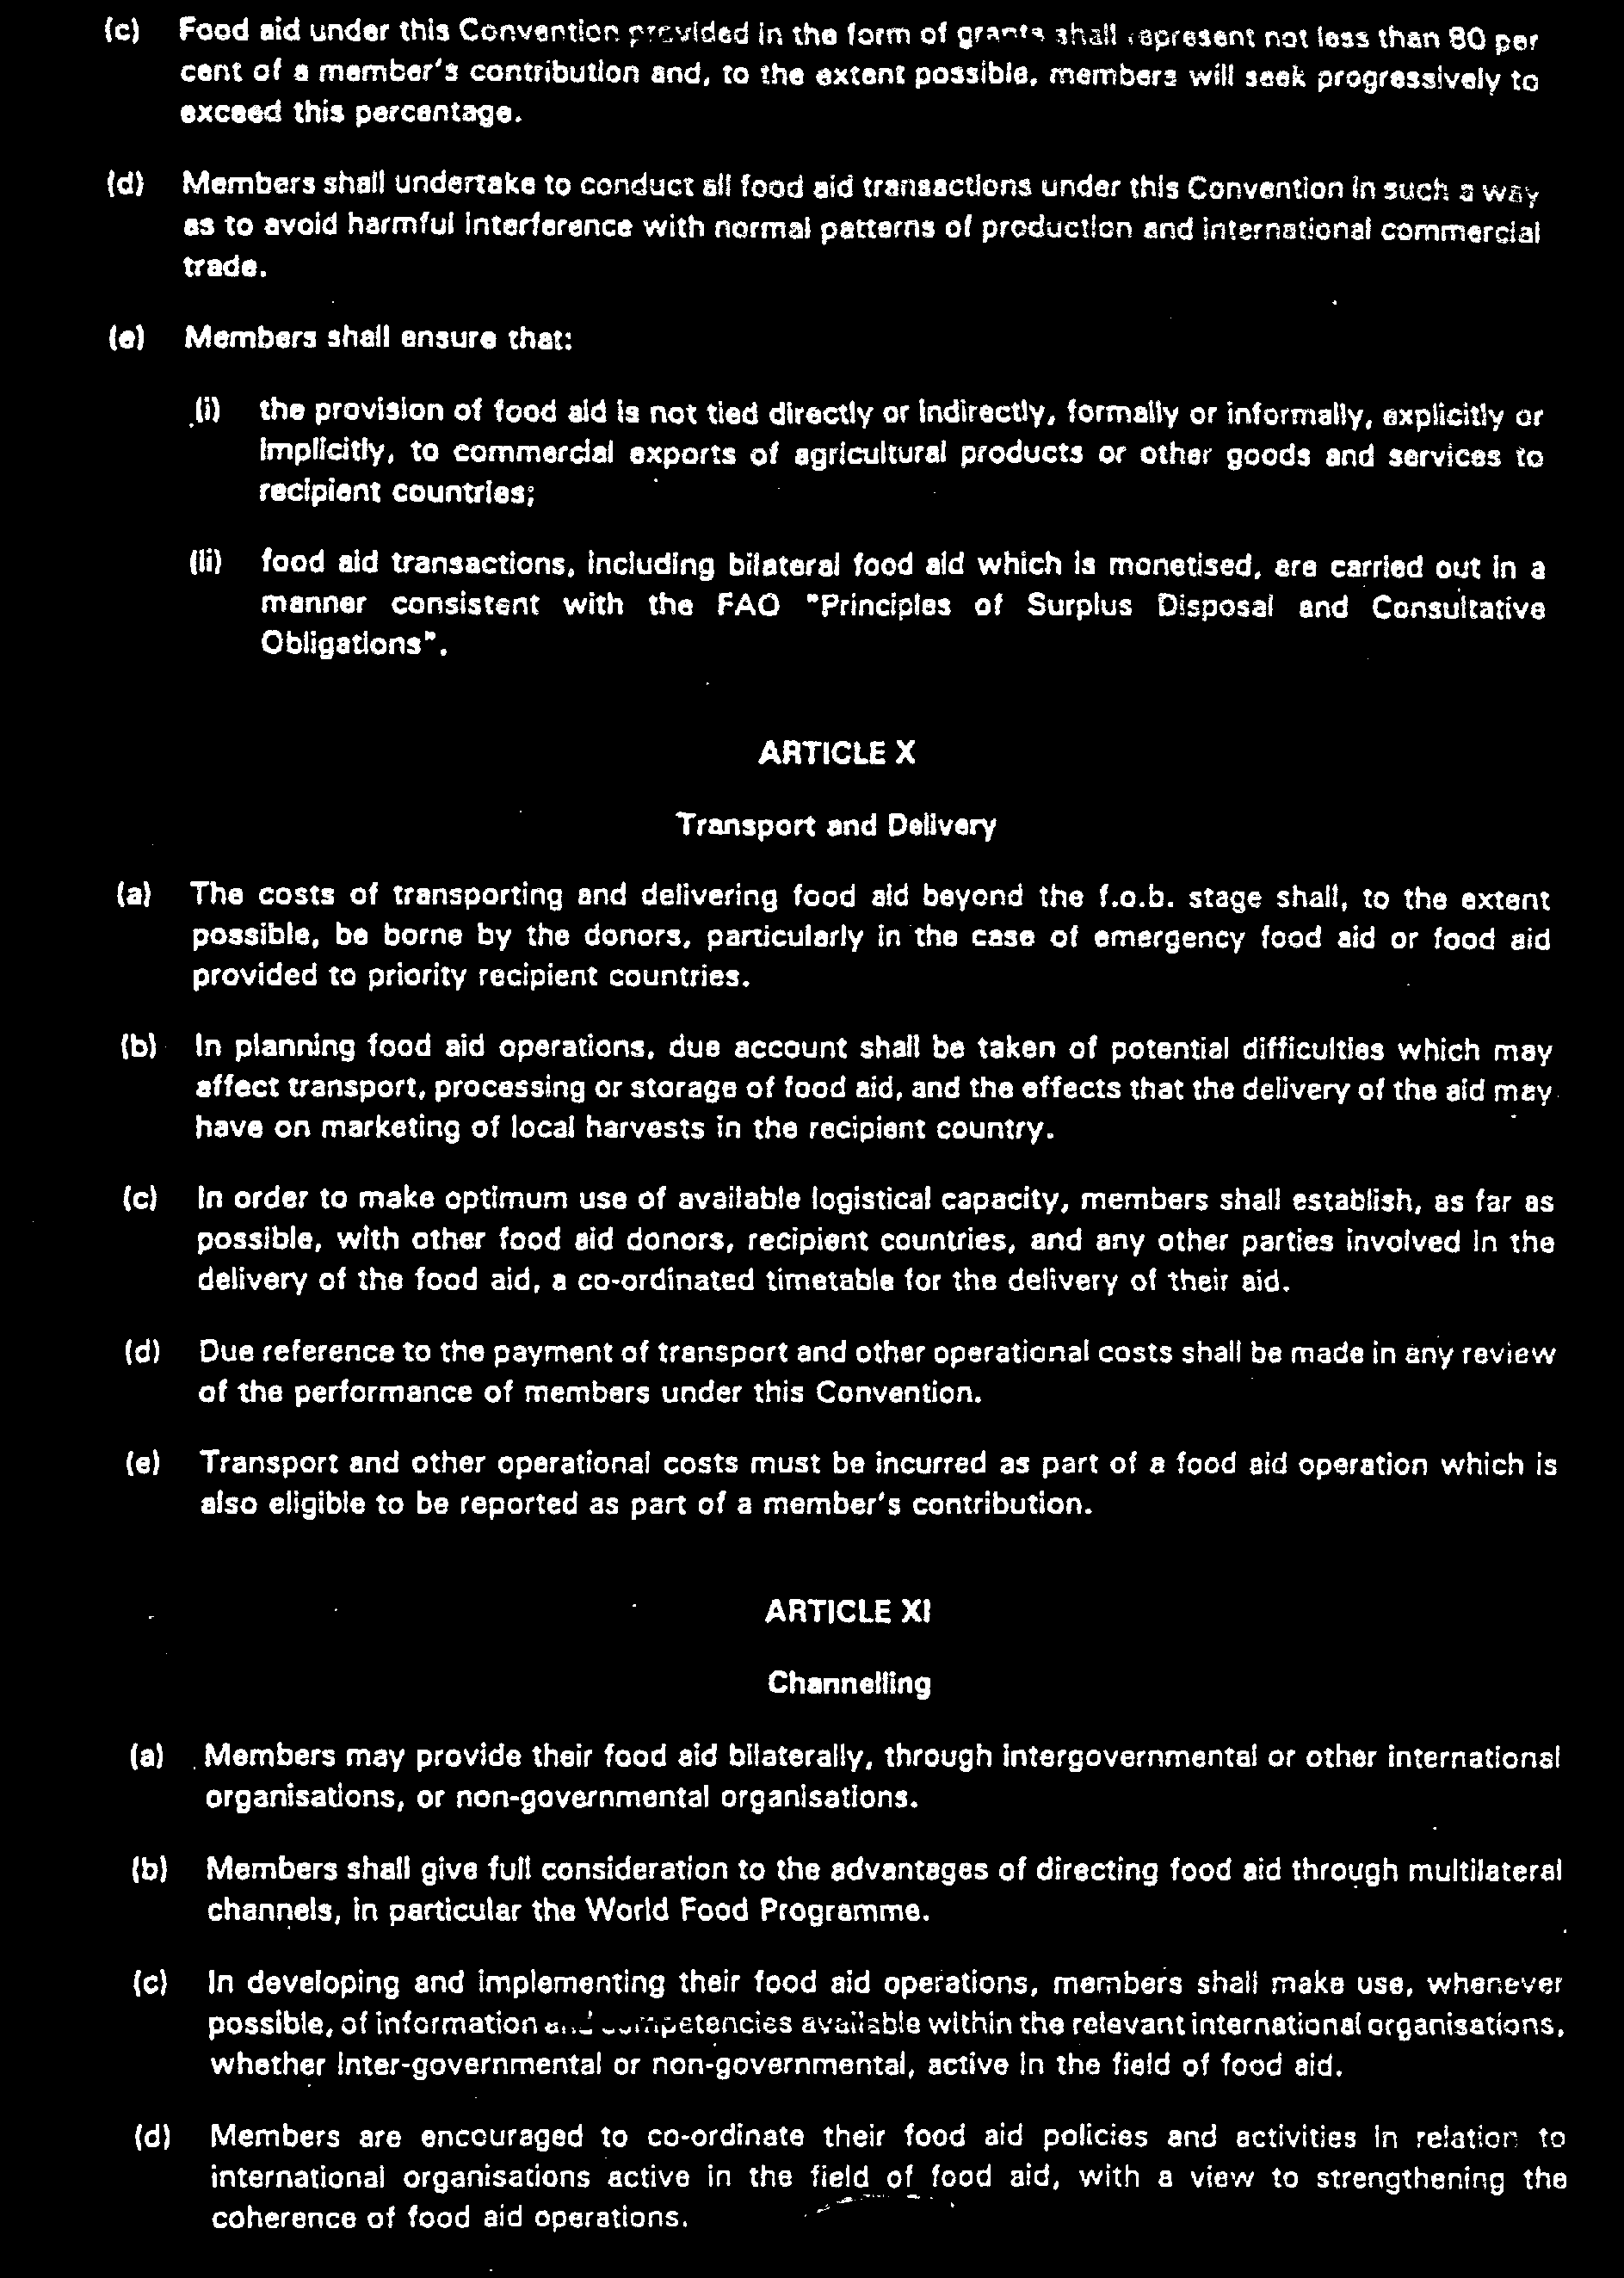 (c) Food aid under this Convention provided in the form of grants shall represent not less than 80 per
cent of a member's contribution and, to the extent possible, members will seek progressively to
exceed this percentage.
(d) Members shall undertake to conduct all food aid transactions under this Convention in such a way
as to avoid harmful interference with normal patterns of production and international commercial
trade.
(e) Members shall ensure that:
(i) the provision of food aid is not tied directly or indirectly, formally or informally, explicitly or
implicitly, to commercial exports of agricultural products or other goods and services to
recipient countries;
(ii) food aid transactions, including bilateral food aid which is monetised, are carried out in a
manner consistent with the FAO "Principles of Surplus Disposal and Consultative
Obligations".
ARTICLE X
Transport and Delivery
(a) The costs of transporting and delivering food aid beyond the f.o.b. stage shall, to the extent
possible, be borne by the donors, particularly in the case of emergency food aid or food aid
provided to priority recipient countries.
(b) In planning food aid operations, due account shall be taken of potential difficulties which may
affect transport, processing or storage of food aid, and the effects that the delivery of the aid may
have on marketing of local harvests in the recipient country.
(c) In order to make optimum use of available logistical capacity, members shall establish, as far as
possible, with other food aid donors, recipient countries, and any other parties involved in the
delivery of the food aid, a co-ordinated timetable for the delivery of their aid.
(d) Due reference to the payment of transport and other operational costs shall be made in any review
of the performance of members under this Convention.
(e) Transport and other operational costs must be incurred as part of a food aid operation which is
also eligible to be reported as part of a member's contribution.
ARTICLE XI
Channelling
(a) Members may provide their food aid bilaterally, through intergovernmental or other international
organisations, or non-governmental organisations.
(b) Members shall give full consideration to the advantages of directing food aid through multilateral
channels, in particular the World Food Programme.
(c) In developing and implementing their food aid operations, members shall make use, whenever
possible, of information and competencies available within the relevant international organisations,
whether inter-governmental or non-governmental, active in the field of food aid.
(d) Members are encouraged to co-ordinate their food aid policies and activities in relation to
international organisations active in the field of food aid, with a view to strengthening the
coherence of food aid operations.